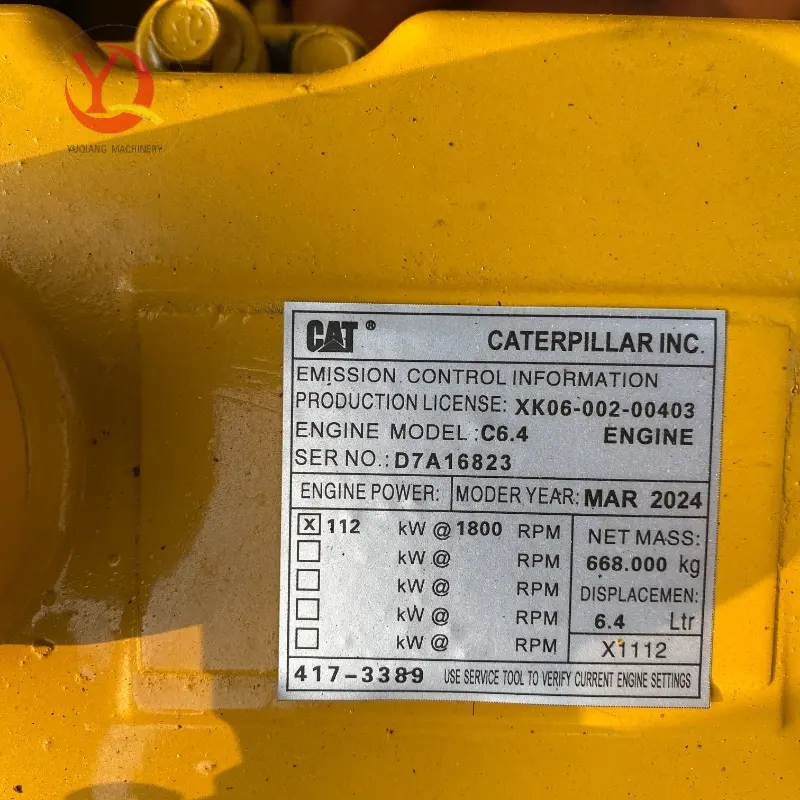 YQ
YUQIANG MACHINERY
CAT ® CATERPILLAR INC.
EMISSION CONTROL INFORMATION
PRODUCTION LICENSE: XK06-002-00403
ENGINE MODEL : C6.4 ENGINE
SER NO.: D7A16823
ENGINE POWER: MODER YEAR: MAR 2024
X 112 kW @ 1800 RPM
kW @ RPM
kW @ RPM
kW @ RPM
kW @ RPM
NET MASS:
668.000 kg
DISPLACEMEN:
6.4 Ltr
X1112
417-3389 USE SERVICE TOOL TO VERIFY CURRENT ENGINE SETTINGS